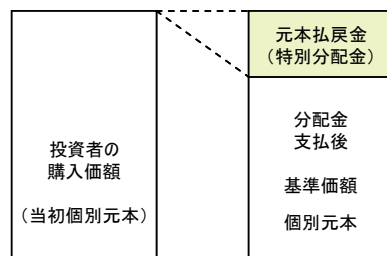 投資者の
購入価額
（当初個別元本）
元本払戻金
（特別分配金）
分配金
支払後
基準価額
個別元本